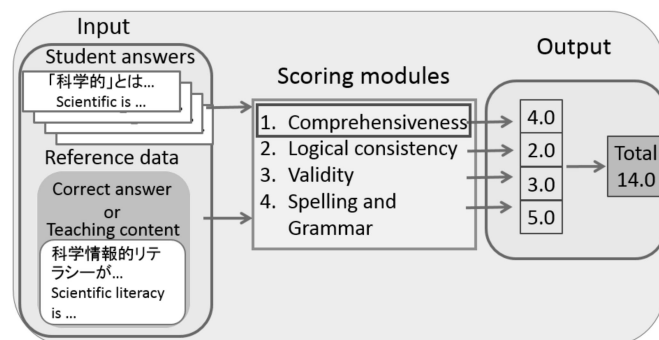 Input
Student answers
「科学的」とは...
Scientific is ...
Reference data
Correct answer
or
Teaching content
科学情報的リテ
ラシーが...
Scientific literacy
is ...
Scoring modules
1. Comprehensiveness
2. Logical consistency
3. Validity
4. Spelling and
Grammar
Output
4.0
2.0
3.0
5.0
Total
14.0